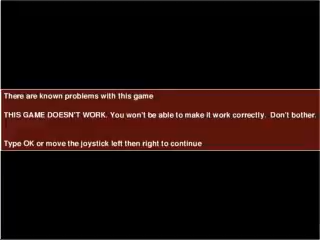 There are known problems with this game
THIS GAME DOESN'T WORK. You won't be able to make it work correctly.  Don't bother.
Type OK or move the joystick left then right to continue